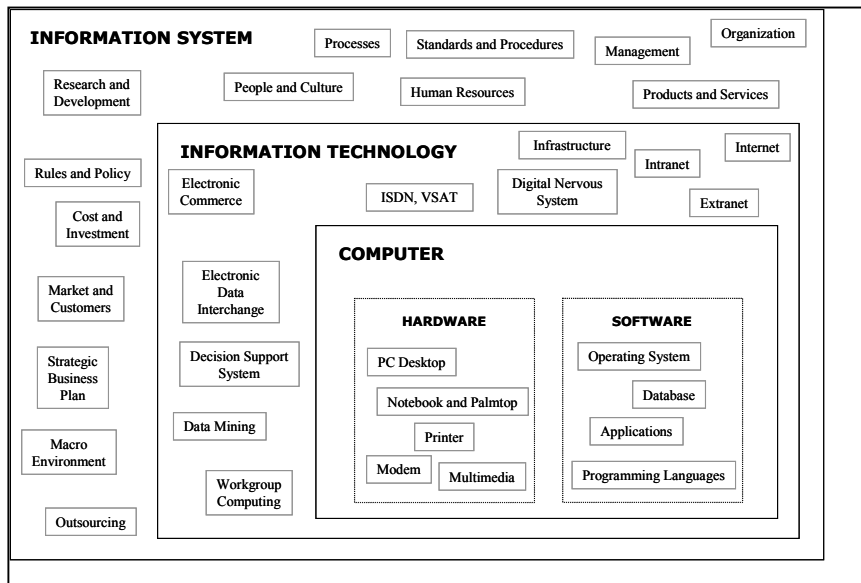 INFORMATION SYSTEM
Processes
Standards and Procedures
Management
Organization
Research and
Development
People and Culture
Human Resources
Products and Services
Rules and Policy
Cost and
Investment
Market and
Customers
Strategic
Business
Plan
Macro
Environment
Outsourcing
INFORMATION TECHNOLOGY
Infrastructure
Intranet
Internet
Electronic
Commerce
ISDN, VSAT
Digital Nervous
System
Extranet
Electronic
Data
Interchange
Decision Support
System
Data Mining
Workgroup
Computing
COMPUTER
HARDWARE
PC Desktop
Notebook and Palmtop
Printer
Modem
Multimedia
SOFTWARE
Operating System
Database
Applications
Programming Languages